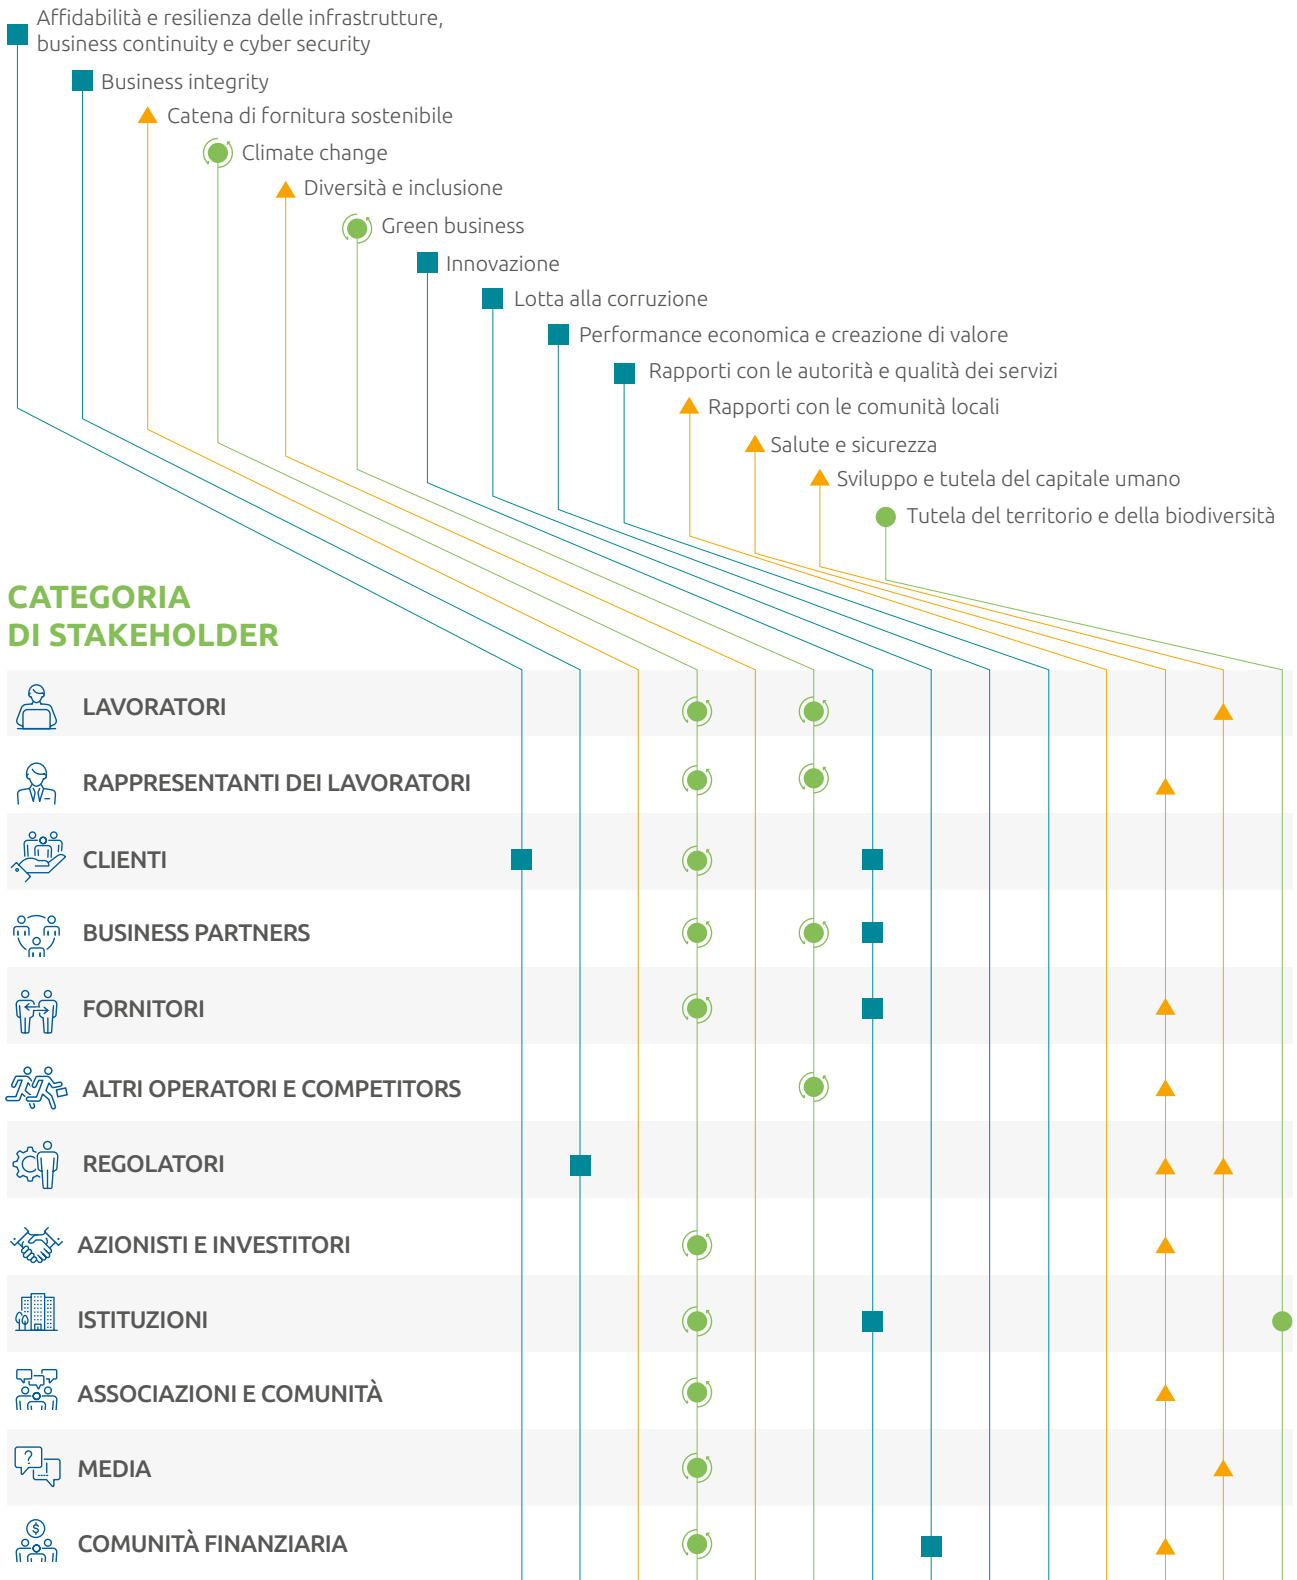 Affidabilità e resilienza delle infrastrutture,
business continuity e cyber security
Business integrity
Catena di fornitura sostenibile
Climate change
Diversità e inclusione
Green business
Innovazione
Lotta alla corruzione
Performance economica e creazione di valore
Rapporti con le autorità e qualità dei servizi
Rapporti con le comunità locali
Salute e sicurezza
Sviluppo e tutela del capitale umano
Tutela del territorio e della biodiversità
CATEGORIA
DI STAKEHOLDER
LAVORATORI
RAPPRESENTANTI DEI LAVORATORI
CLIENTI
BUSINESS PARTNERS
FORNITORI
ALTRI OPERATORI E COMPETITORS
REGOLATORI
AZIONISTI E INVESTITORI
ISTITUZIONI
ASSOCIAZIONI E COMUNITÀ
MEDIA
COMUNITÀ FINANZIARIA